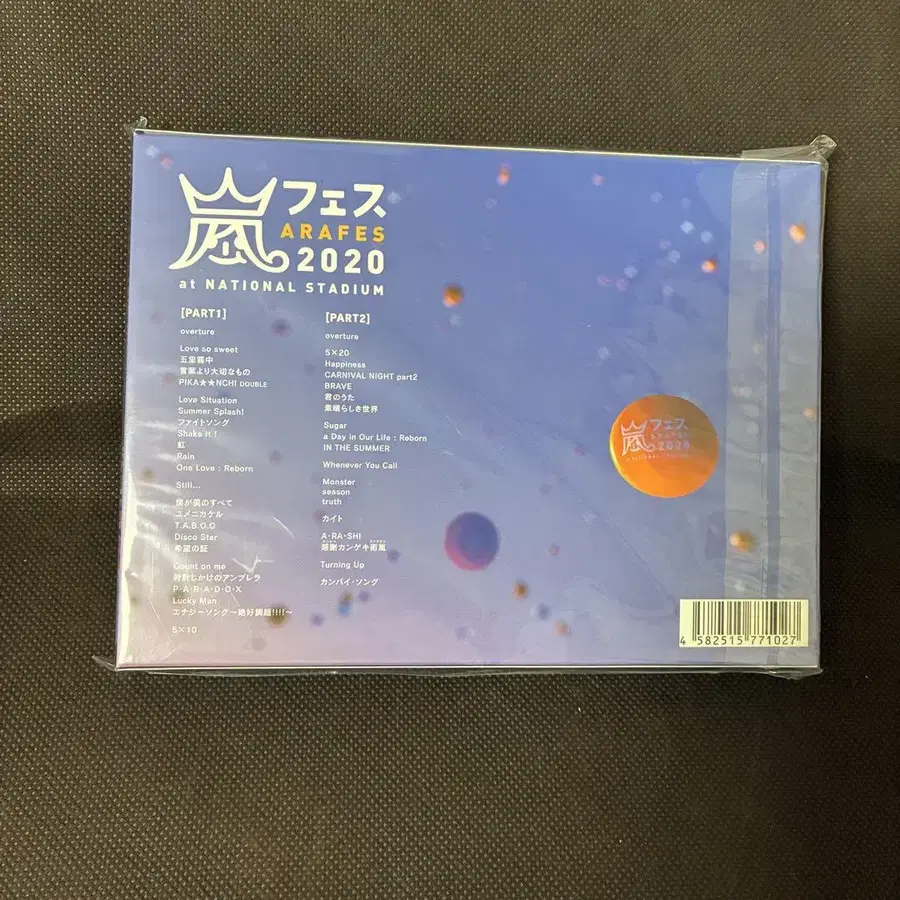 嵐フェス
ARAFES
2020
at NATIONAL STADIUM
[PART1]
overture
Love so sweet
五里霧中
言葉より大切なもの
PIKA★★NCHI DOUBLE
Love Situation
Summer Splash!
ファイトソング
Shake it!
虹
Rain
One Love : Reborn
Still...
僕が僕のすべて
ユメニカケル
T.A.B.O.O
Disco Star
希望の証
Count on me
時計じかけのアンブレラ
P・A・R・A・D・O・X
Lucky Man
エナジーソング〜絶好調超!!!!〜
5×10
[PART2]
overture
5×20
Happiness
CARNIVAL NIGHT part2
BRAVE
君のうた
素晴らしき世界
Sugar
a Day in Our Life : Reborn
IN THE SUMMER
Whenever You Call
Monster
season
truth
カイト
A・RA・SHI
感謝カンゲキ雨嵐
Turning Up
カンパイ・ソング
嵐フェス
ARAFES
2020
at NATIONAL STADIUM
4 582515 771027